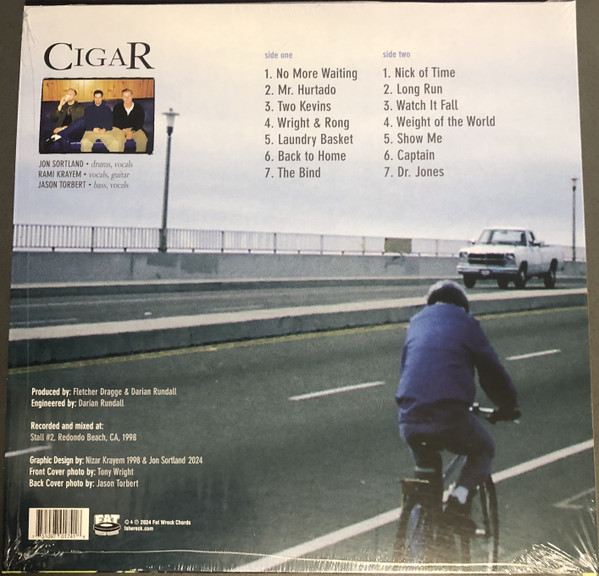 CIGAR
JON SORTLAND • drums, vocals
RAMI KRAYEM • vocals, guitar
JASON TORBERT • bass, vocals
side one
1. No More Waiting
2. Mr. Hurtado
3. Two Kevins
4. Wright & Rong
5. Laundry Basket
6. Back to Home
7. The Bind
side two
1. Nick of Time
2. Long Run
3. Watch It Fall
4. Weight of the World
5. Show Me
6. Captain
7. Dr. Jones
Produced by: Fletcher Dragge & Darian Rundall
Engineered by: Darian Rundall
Recorded and mixed at:
Stall #2, Redondo Beach, CA, 1998
Graphic Design by: Nizar Krayem 1998 & Jon Sortland 2024
Front Cover photo by: Tony Wright
Back Cover photo by: Jason Torbert
FAT
© & ℗ 2024 Fat Wreck Chords
fatwreck.com